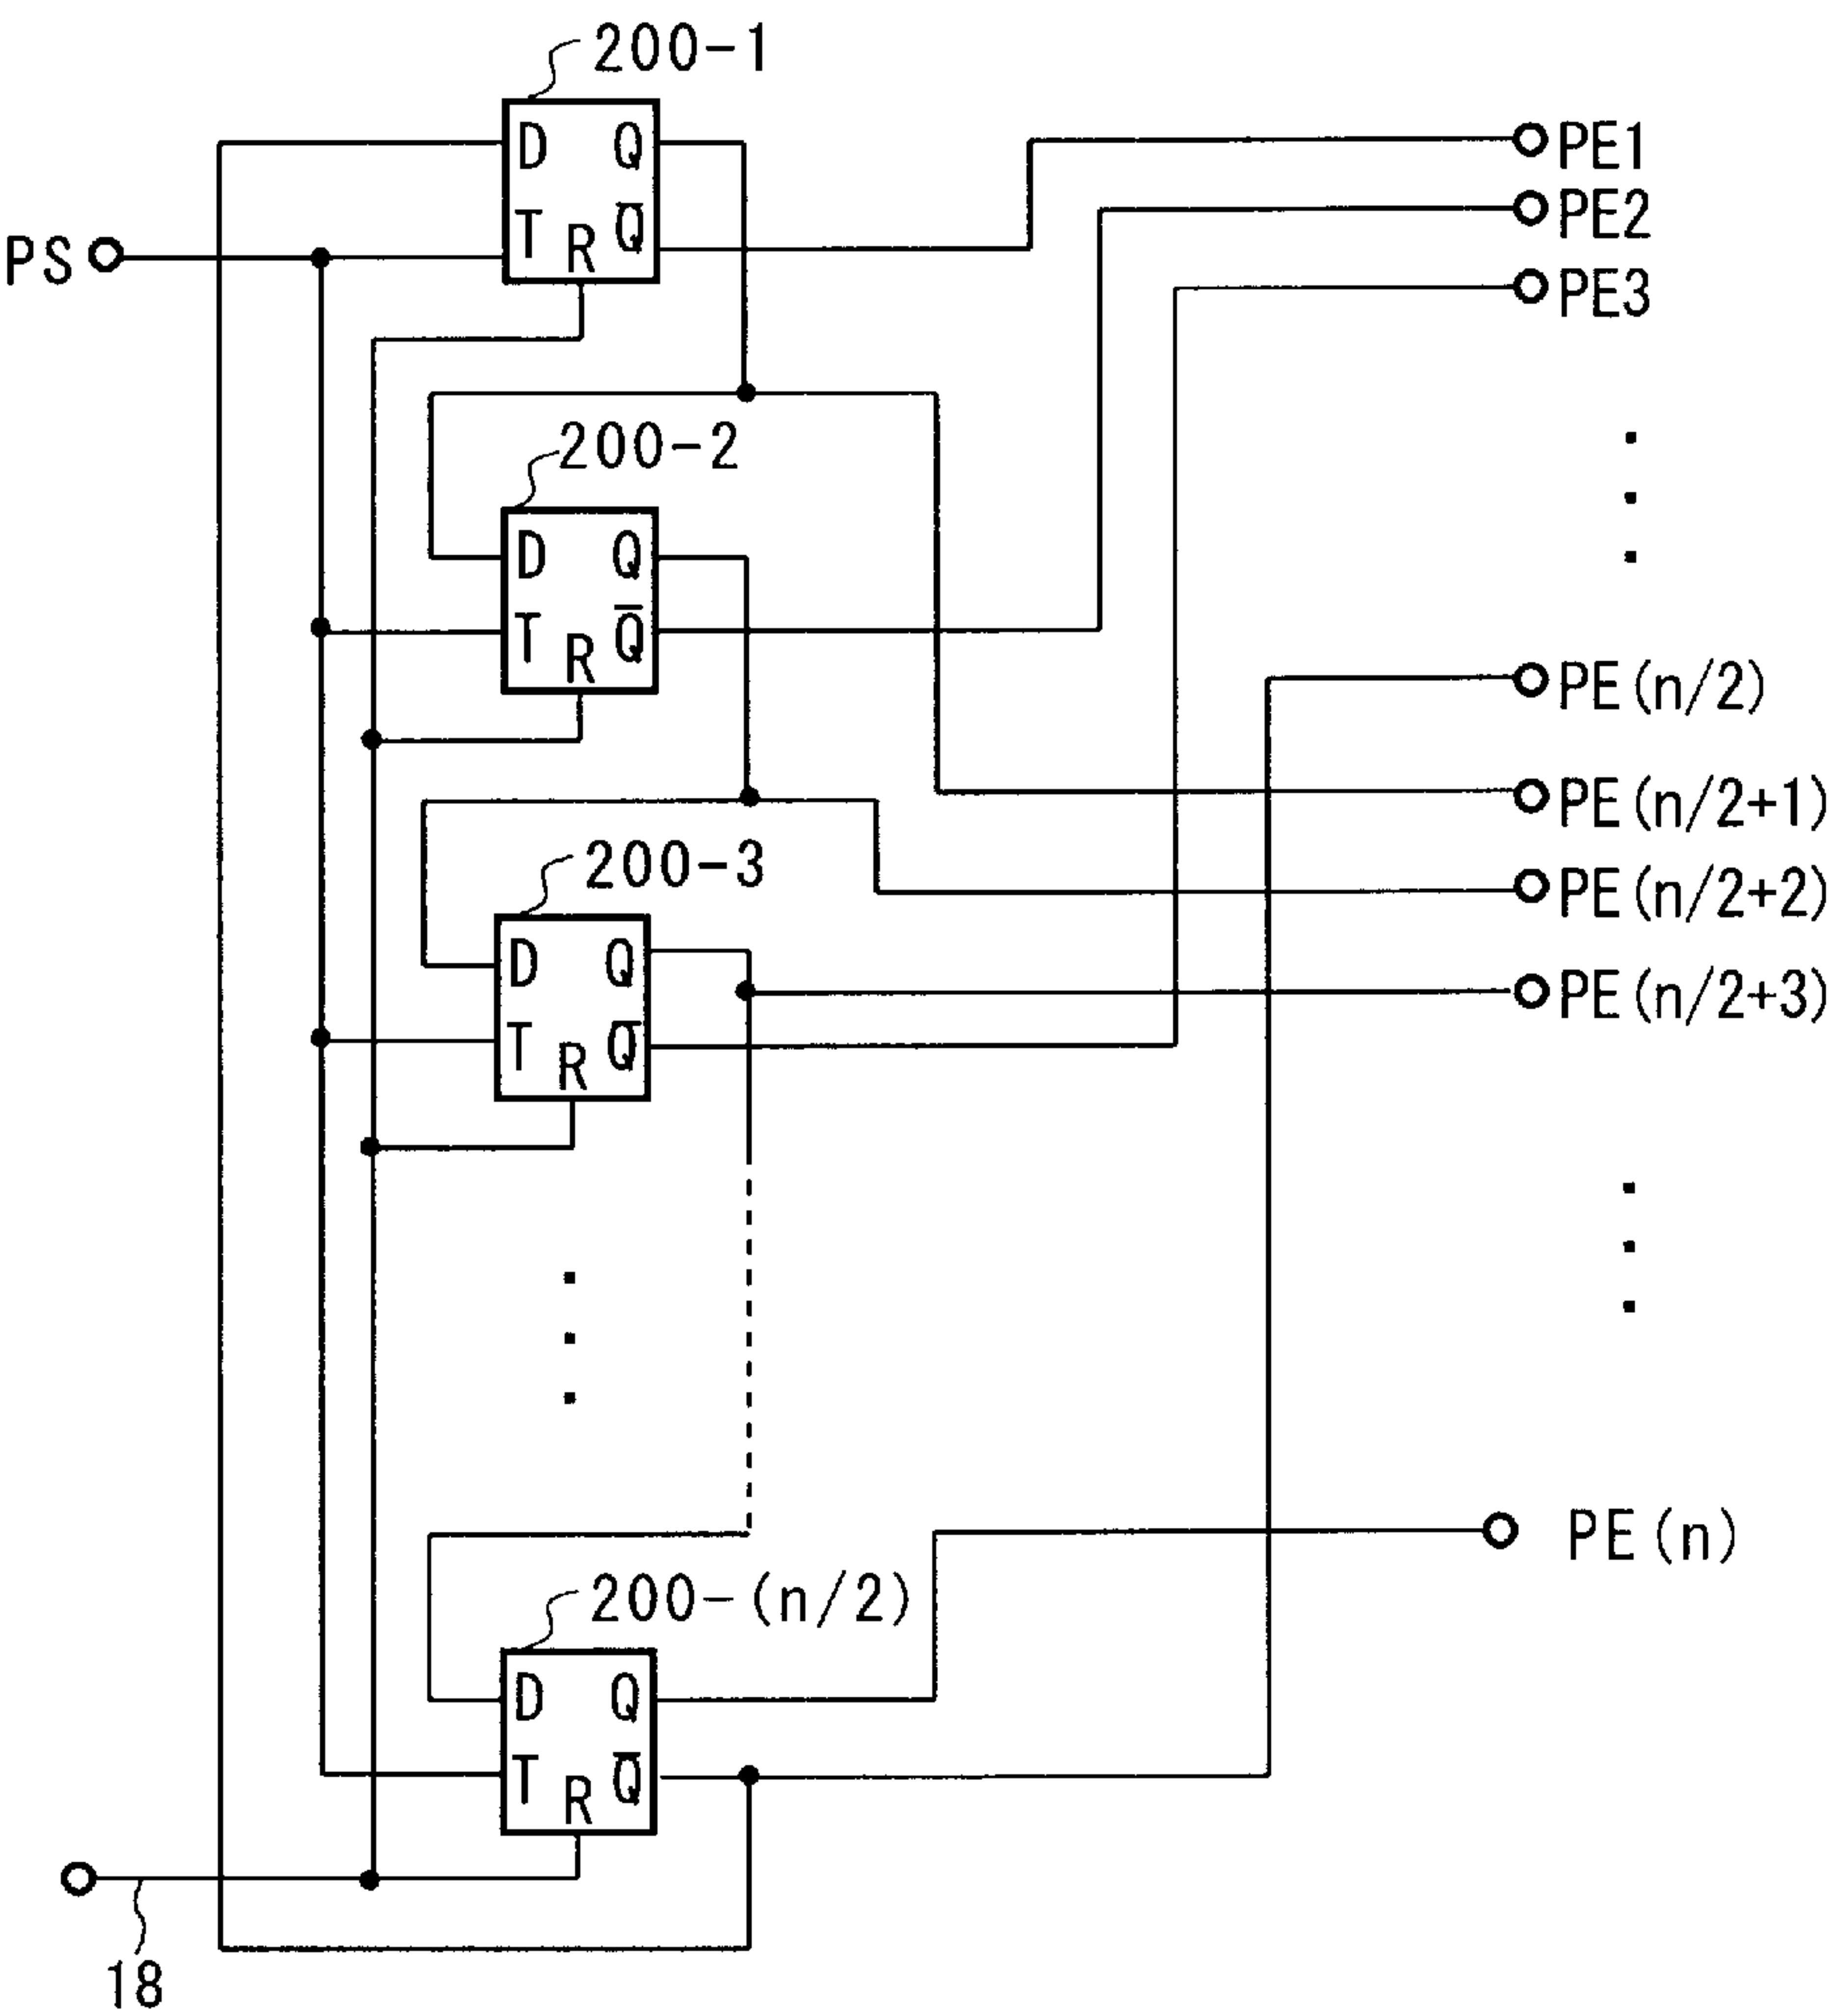 200-1
D Q
T R Q̅
PS
PE1
PE2
PE3
200-2
D Q
T R Q̅
PE(n/2)
PE(n/2+1)
PE(n/2+2)
PE(n/2+3)
200-3
D Q
T R Q̅
PE(n)
200-(n/2)
D Q
T R Q̅
18